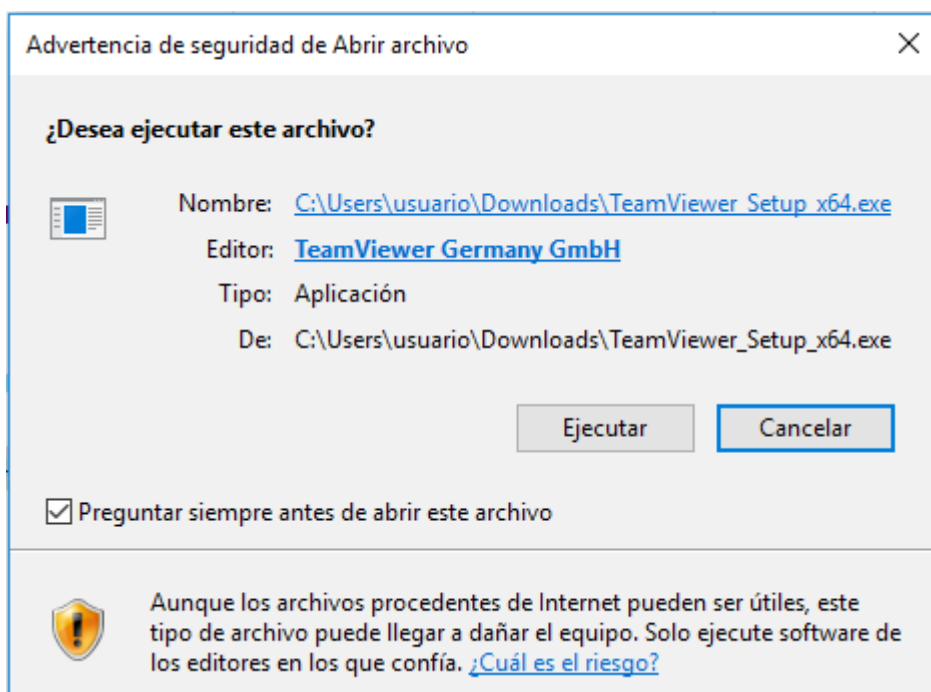 Advertencia de seguridad de Abrir archivo
¿Desea ejecutar este archivo?
Nombre: C:\Users\usuario\Downloads\TeamViewer_Setup_x64.exe
Editor: TeamViewer Germany GmbH
Tipo: Aplicación
De: C:\Users\usuario\Downloads\TeamViewer_Setup_x64.exe
Ejecutar Cancelar
Preguntar siempre antes de abrir este archivo
Aunque los archivos procedentes de Internet pueden ser útiles, este
tipo de archivo puede llegar a dañar el equipo. Solo ejecute software de
los editores en los que confía. ¿Cuál es el riesgo?